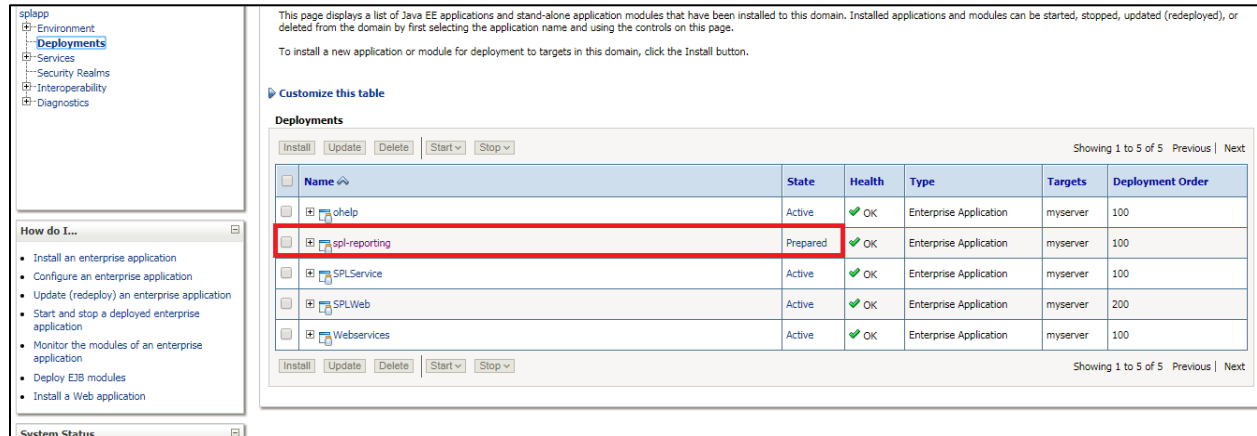 splapp
Environment
Deployments
Services
Security Realms
Interoperability
Diagnostics
How do I...
Install an enterprise application
Configure an enterprise application
Update (redeploy) an enterprise application
Start and stop a deployed enterprise
application
Monitor the modules of an enterprise
application
Deploy EJB modules
Install a Web application
System Status
This page displays a list of Java EE applications and stand-alone application modules that have been installed to this domain. Installed applications and modules can be started, stopped, updated (redeployed), or
deleted from the domain by first selecting the application name and using the controls on this page.
To install a new application or module for deployment to targets in this domain, click the Install button.
Customize this table
Deployments
Install Update Delete Start Stop Showing 1 to 5 of 5 Previous | Next
Name State Health Type Targets Deployment Order
ohelp Active OK Enterprise Application myserver 100
spl-reporting Prepared OK Enterprise Application myserver 100
SPLService Active OK Enterprise Application myserver 100
SPLWeb Active OK Enterprise Application myserver 200
Webservices Active OK Enterprise Application myserver 100
Install Update Delete Start Stop Showing 1 to 5 of 5 Previous | Next